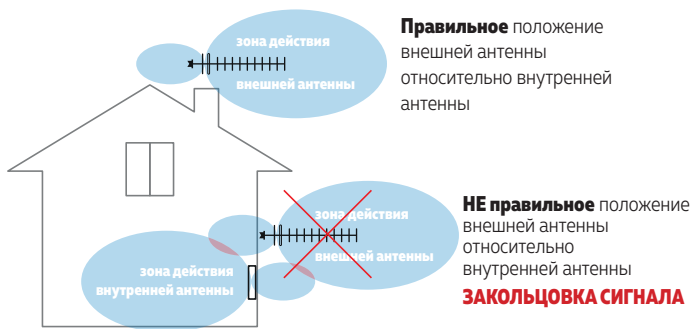 зона действия
внешней антенны
Правильное положение
внешней антенны
относительно внутренней
антенны
зона действия
внешней антенны
зона действия
внутренней антенны
НЕ правильное положение
внешней антенны
относительно
внутренней антенны
ЗАКОЛЬЦОВКА СИГНАЛА